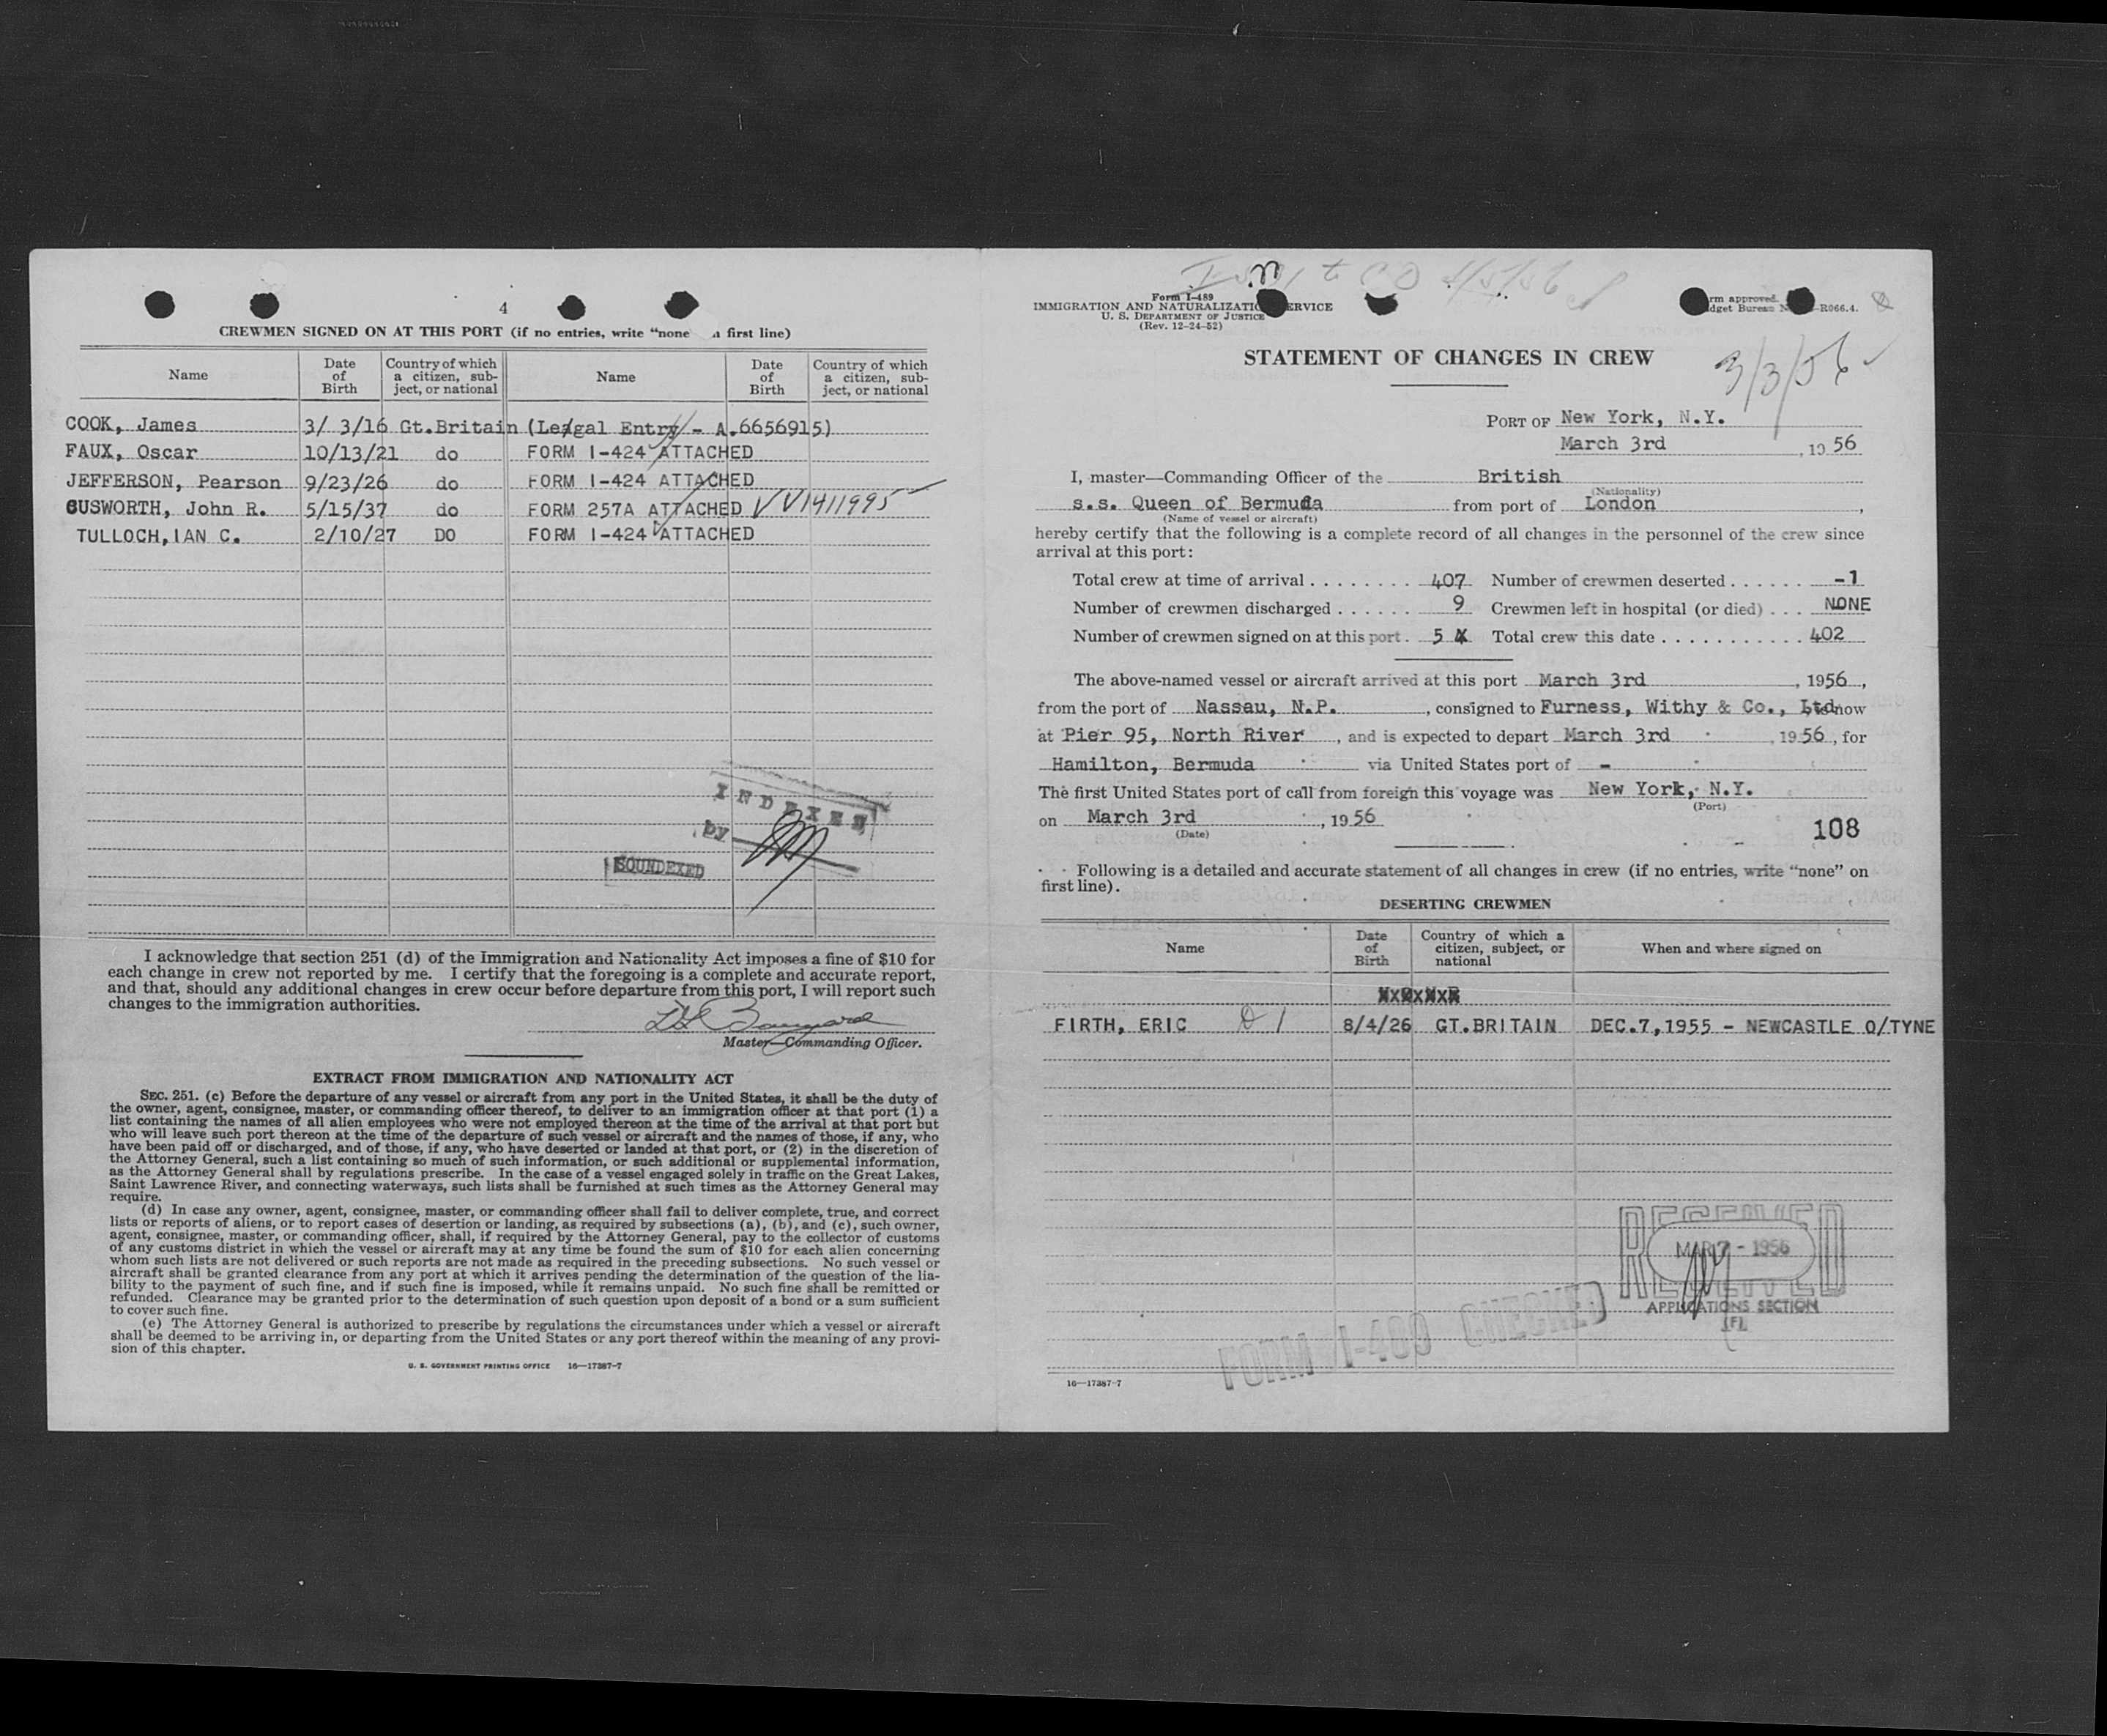 4
CREWMEN SIGNED ON AT THIS PORT (if no entries, write "none first line)
Name Date of Birth Country of which a citizen, subject, or national Name Date of Birth Country of which a citizen, subject, or national
COOK, James 3/ 3/16 Gt.Britain (Le/gal Entry - A.6656915)
FAUX, Oscar 10/13/21 do FORM I-424 ATTACHED
JEFFERSON, Pearson 9/23/26 do FORM I-424 ATTACHED
CUSWORTH, John R. 5/15/37 do FORM 257A ATTACHED V V1411995
TULLOCH, IAN C. 2/10/27 DO FORM I-424 ATTACHED
INDEXED
by
SOUNDEXED
I acknowledge that section 251 (d) of the Immigration and Nationality Act imposes a fine of $10 for
each change in crew not reported by me. I certify that the foregoing is a complete and accurate report,
and that, should any additional changes in crew occur before departure from this port, I will report such
changes to the immigration authorities.
Master—Commanding Officer.
EXTRACT FROM IMMIGRATION AND NATIONALITY ACT
SEC. 251. (c) Before the departure of any vessel or aircraft from any port in the United States, it shall be the duty of
the owner, agent, consignee, master, or commanding officer thereof, to deliver to an immigration officer at that port (1) a
list containing the names of all alien employees who were not employed thereon at the time of the arrival at that port but
who will leave such port thereon at the time of the departure of such vessel or aircraft and the names of those, if any, who
have been paid off or discharged, and of those, if any, who have deserted or landed at that port, or (2) in the discretion of
the Attorney General, such a list containing so much of such information, or such additional or supplemental information,
as the Attorney General shall by regulations prescribe. In the case of a vessel engaged solely in traffic on the Great Lakes,
Saint Lawrence River, and connecting waterways, such lists shall be furnished at such times as the Attorney General may
require.
(d) In case any owner, agent, consignee, master, or commanding officer shall fail to deliver complete, true, and correct
lists or reports of aliens, or to report cases of desertion or landing, as required by subsections (a), (b), and (c), such owner,
agent, consignee, master, or commanding officer, shall, if required by the Attorney General, pay to the collector of customs
of any customs district in which the vessel or aircraft may at any time be found the sum of $10 for each alien concerning
whom such lists are not delivered or such reports are not made as required in the preceding subsections. No such vessel or
aircraft shall be granted clearance from any port at which it arrives pending the determination of the question of the lia-
bility to the payment of such fine, and if such fine is imposed, while it remains unpaid. No such fine shall be remitted or
refunded. Clearance may be granted prior to the determination of such question upon deposit of a bond or a sum sufficient
to cover such fine.
(e) The Attorney General is authorized to prescribe by regulations the circumstances under which a vessel or aircraft
shall be deemed to be arriving in, or departing from the United States or any port thereof within the meaning of any provi-
sion of this chapter.
U. S. GOVERNMENT PRINTING OFFICE 16—17387-7
Form I-489
IMMIGRATION AND NATURALIZATION SERVICE
U. S. DEPARTMENT OF JUSTICE
(Rev. 12-24-52)
rm approved.
dget Bureau -R066.4.
STATEMENT OF CHANGES IN CREW
3/3/56
PORT OF New York, N.Y.
March 3rd, 1956
I, master—Commanding Officer of the British
(Nationality)
s.s. Queen of Bermuda from port of London,
(Name of vessel or aircraft)
hereby certify that the following is a complete record of all changes in the personnel of the crew since
arrival at this port:
Total crew at time of arrival . . . . . . . . 407 Number of crewmen deserted . . . . . . -1
Number of crewmen discharged . . . . . . 9 Crewmen left in hospital (or died) . . . NONE
Number of crewmen signed on at this port . 5 Total crew this date . . . . . . . . . . . 402
The above-named vessel or aircraft arrived at this port March 3rd, 1956,
from the port of Nassau, N.P., consigned to Furness, Withy & Co., Ltd, is now
at Pier 95, North River, and is expected to depart March 3rd, 1956, for
Hamilton, Bermuda via United States port of -
The first United States port of call from foreign this voyage was New York, N.Y.
(Port)
on March 3rd, 1956
(Date)
108
Following is a detailed and accurate statement of all changes in crew (if no entries, write "none" on
first line).
DESERTING CREWMEN
Name Date of Birth Country of which a citizen, subject, or national When and where signed on
FIRTH, ERIC 8/4/26 GT.BRITAIN DEC.7,1955 - NEWCASTLE O/TYNE
RECEIVED
MAR 7 - 1956
RECEIVED
APPLICATIONS SECTION
(F)
FORM I-400 CHECKED
16—17387-7